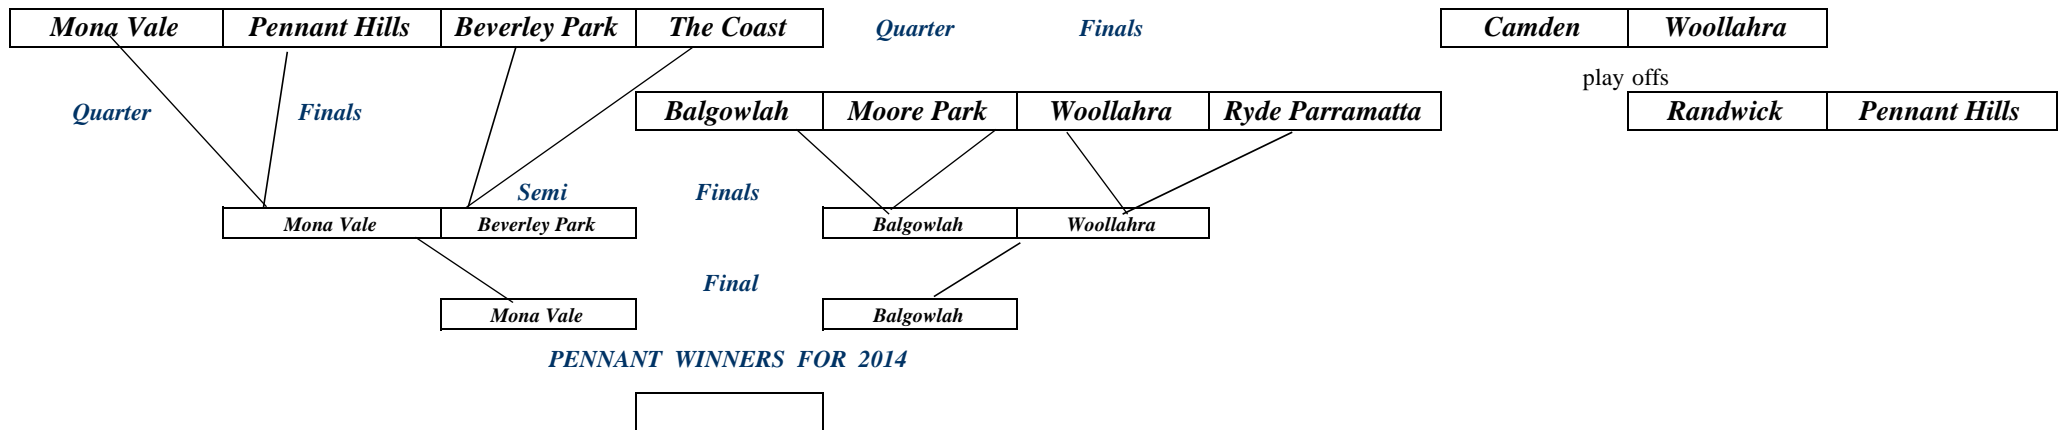 Mona Vale Pennant Hills Beverley Park The Coast Quarter Finals Camden Woollahra
play offs
Quarter Finals Balgowlah Moore Park Woollahra Ryde Parramatta Randwick Pennant Hills
Semi Finals
Mona Vale Beverley Park Balgowlah Woollahra
Final
Mona Vale Balgowlah
PENNANT WINNERS FOR 2014